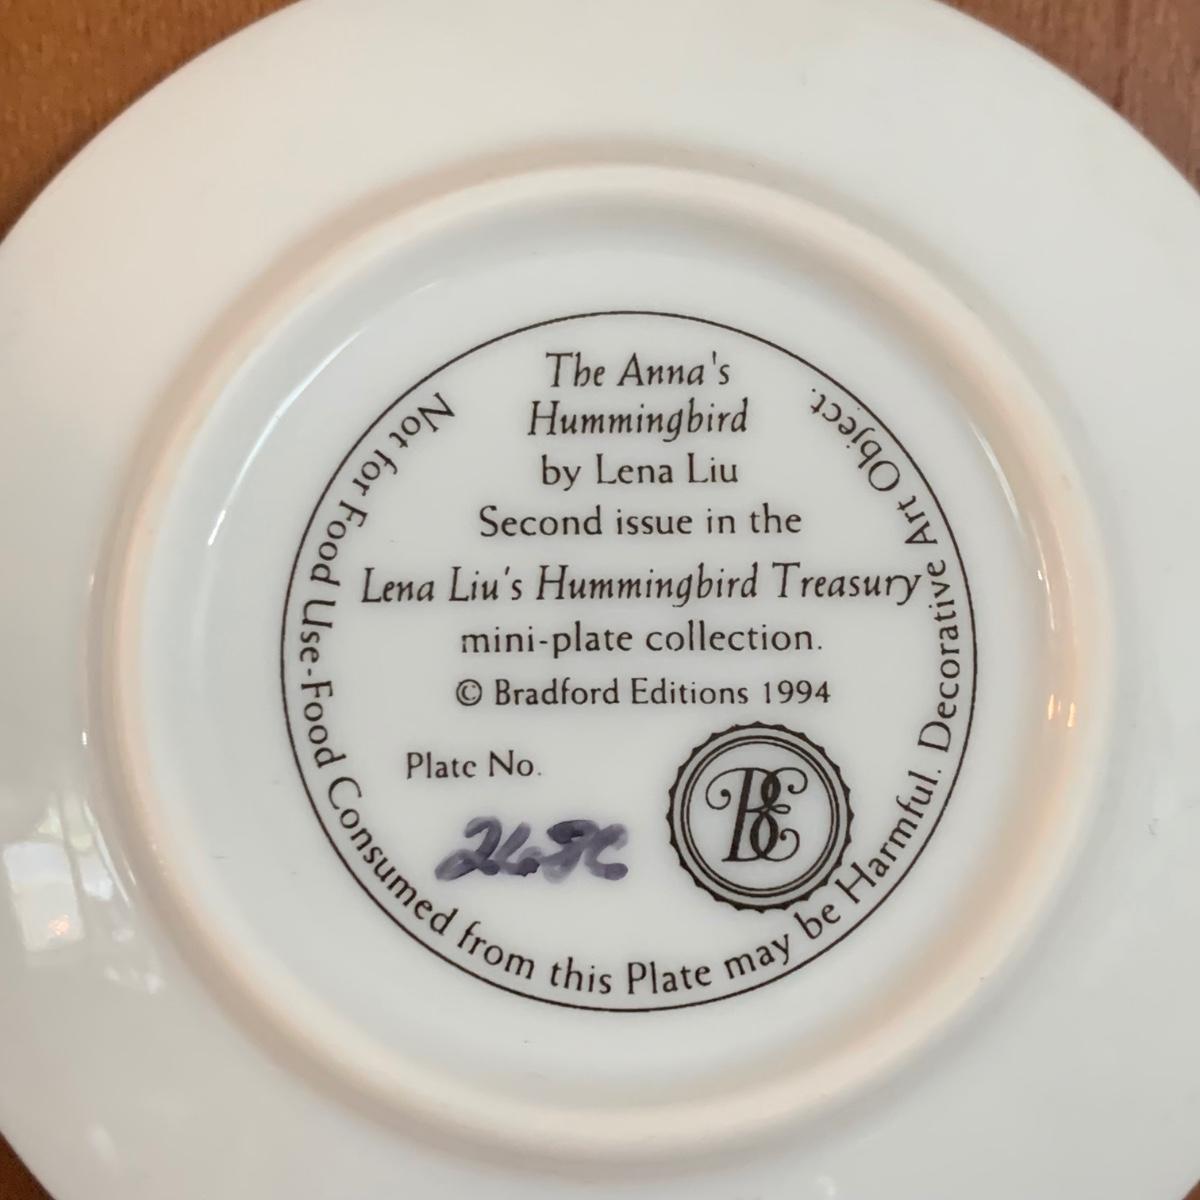 The Anna's
Hummingbird
by Lena Liu
Second issue in the
Lena Liu's Hummingbird Treasury
mini-plate collection.
© Bradford Editions 1994
Plate No.
BE
Not for Food Use-Food Consumed from this Plate may be Harmful. Decorative Art Object.